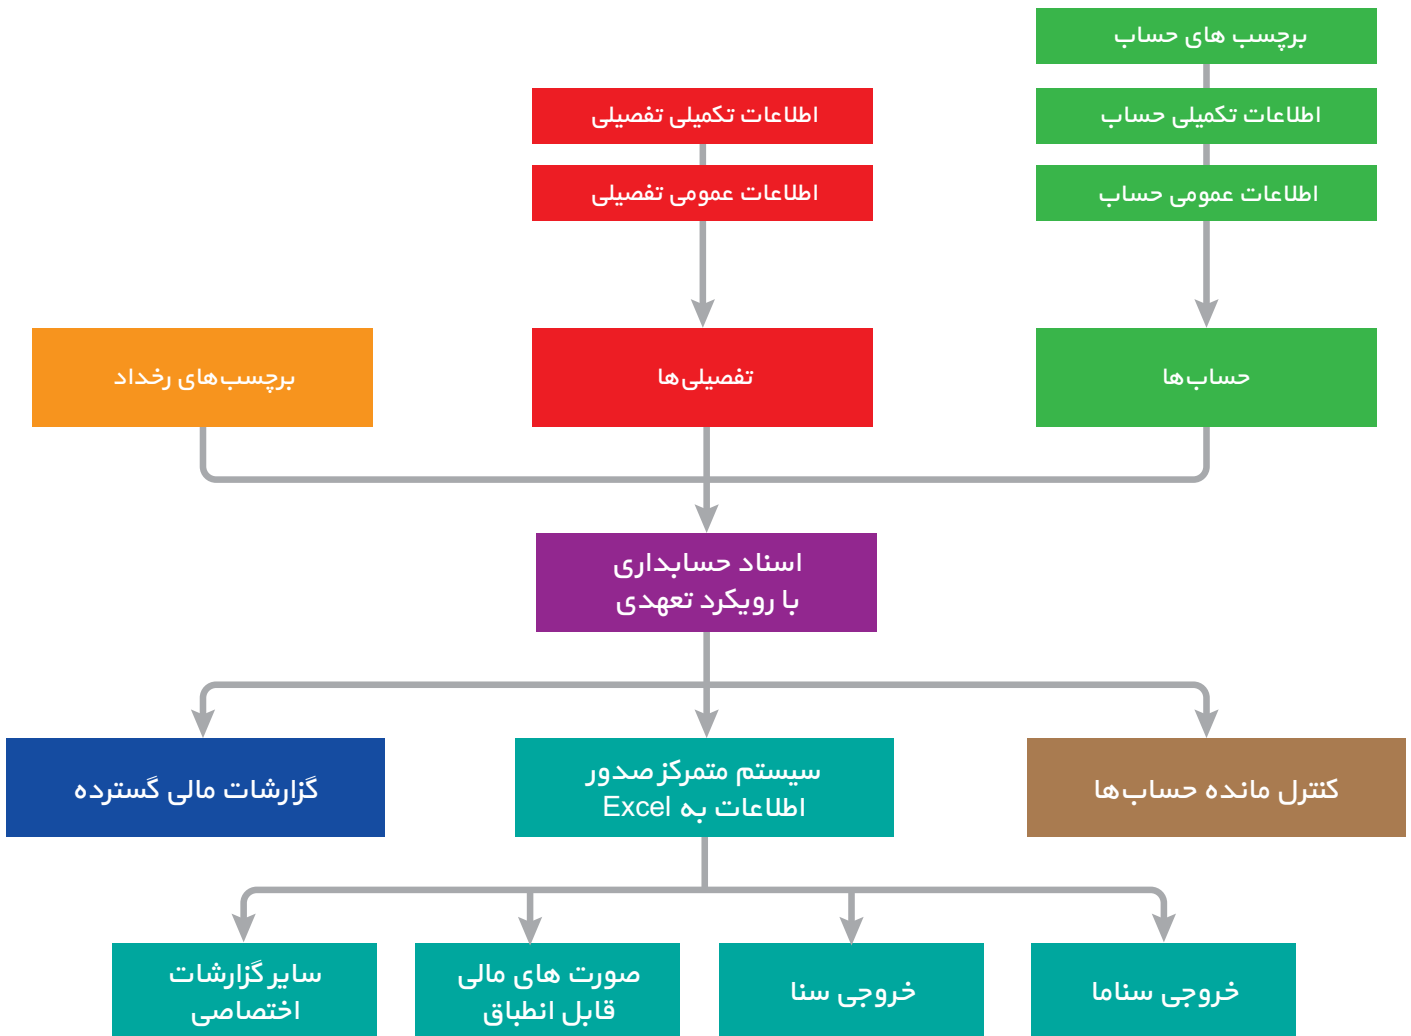 برچسب های حساب
اطلاعات تکمیلی حساب
اطلاعات تکمیلی تفصیلی
اطلاعات عمومی حساب
اطلاعات عمومی تفصیلی
حساب‌ها
تفصیلی‌ها
برچسب‌های رخداد
اسناد حسابداری
با رویکرد تعهدی
کنترل مانده حساب‌ها
سیستم متمرکز صدور
اطلاعات به Excel
گزارشات مالی گسترده
خروجی سناما
خروجی سنا
صورت های مالی
قابل انطباق
سایر گزارشات
اختصاصی